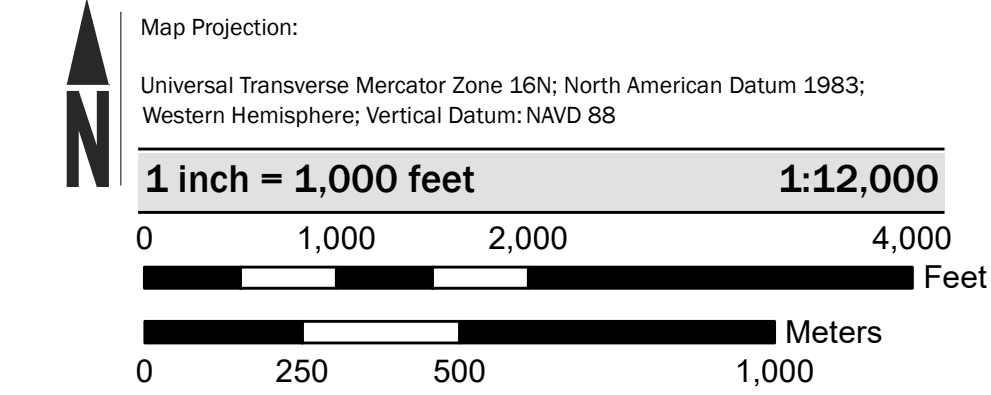 N
Map Projection:
Universal Transverse Mercator Zone 16N; North American Datum 1983;
Western Hemisphere; Vertical Datum: NAVD 88
1 inch = 1,000 feet 1:12,000
0 1,000 2,000 4,000
Feet
Meters
0 250 500 1,000